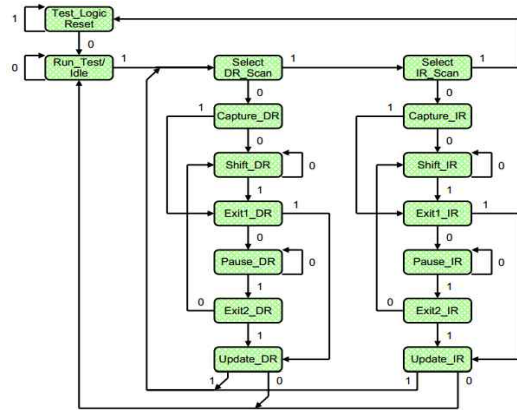 Test_Logic
Reset
1
0
Run_Test/
Idle
0
1
Select
DR_Scan
1
Select
IR_Scan
1
0
0
1
Capture_DR
1
Capture_IR
0
0
Shift_DR
0
Shift_IR
0
1
1
Exit1_DR
1
Exit1_IR
1
0
0
Pause_DR
0
Pause_IR
0
1
1
0
Exit2_DR
0
Exit2_IR
1
1
Update_DR
Update_IR
1
0
1
0